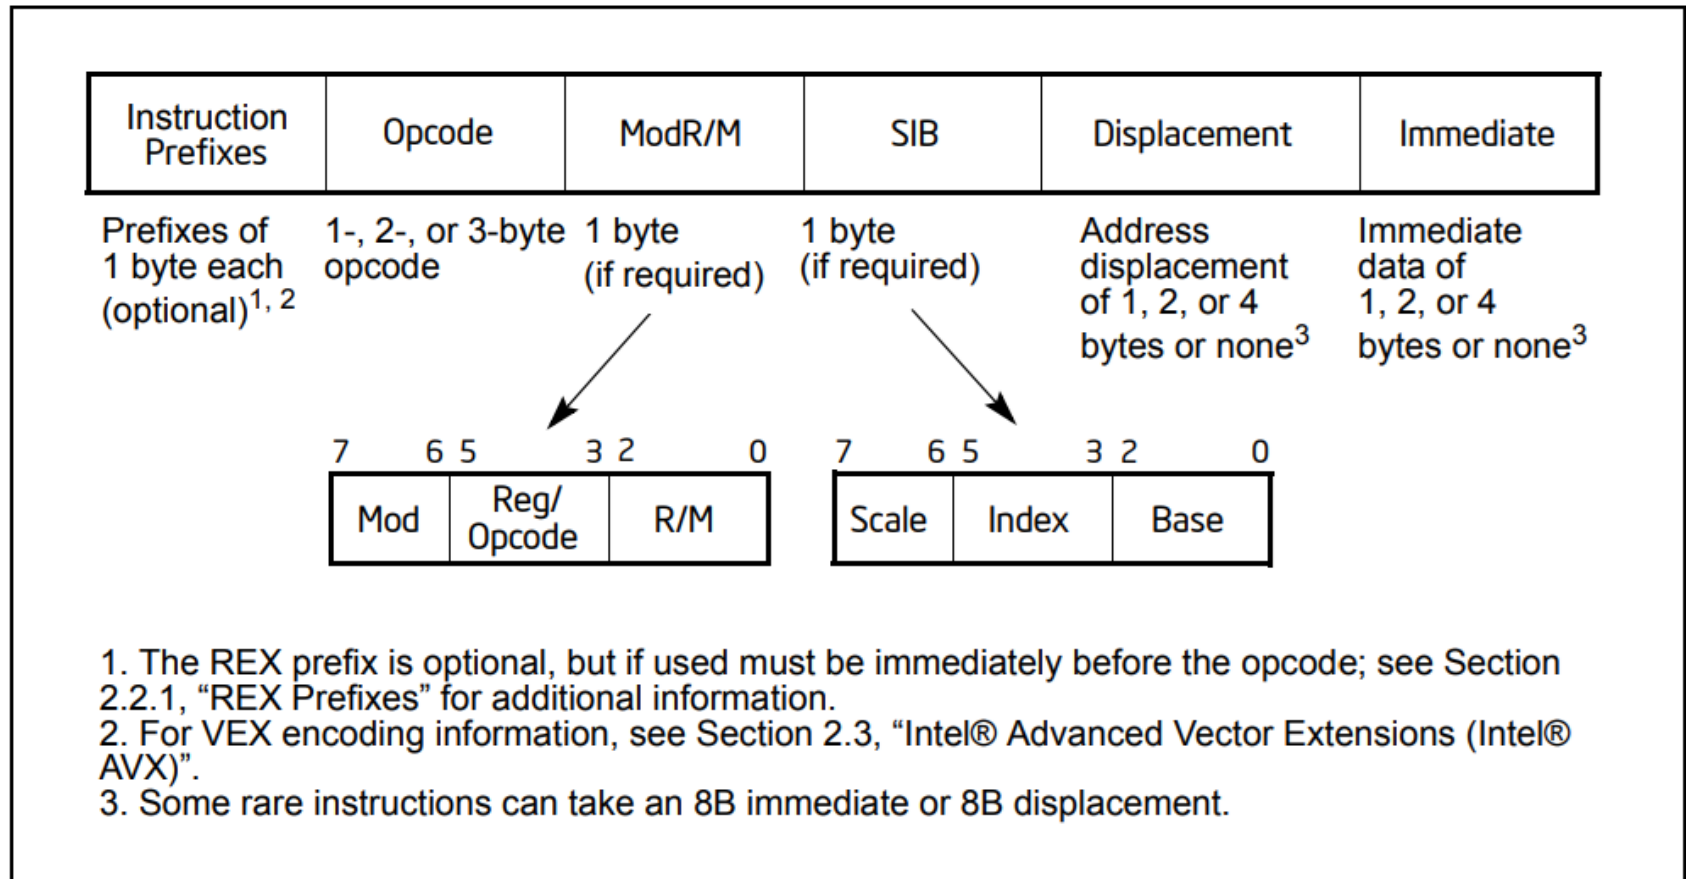 Instruction
Prefixes
Opcode
ModR/M
SIB
Displacement
Immediate
Prefixes of
1 byte each
(optional)1, 2
1-, 2-, or 3-byte
opcode
1 byte
(if required)
1 byte
(if required)
Address
displacement
of 1, 2, or 4
bytes or none3
Immediate
data of
1, 2, or 4
bytes or none3
7 6 5 3 2 0
Mod
Reg/
Opcode
R/M
7 6 5 3 2 0
Scale
Index
Base
1. The REX prefix is optional, but if used must be immediately before the opcode; see Section
2.2.1, “REX Prefixes” for additional information.
2. For VEX encoding information, see Section 2.3, “Intel® Advanced Vector Extensions (Intel®
AVX)”.
3. Some rare instructions can take an 8B immediate or 8B displacement.